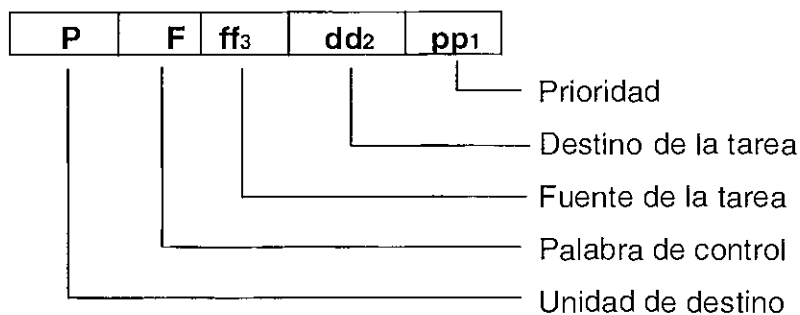 P F ff3 dd2 pp1
Prioridad
Destino de la tarea
Fuente de la tarea
Palabra de control
Unidad de destino